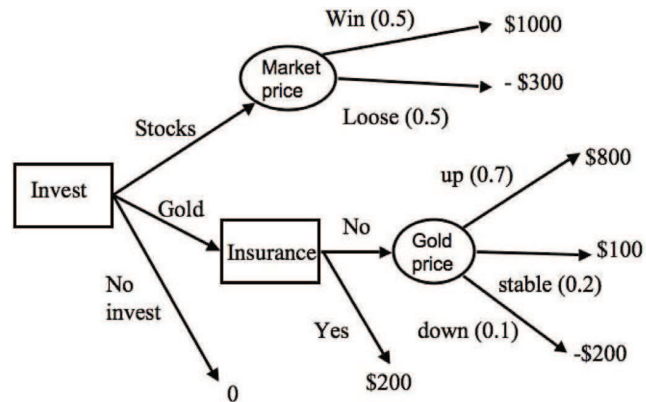 Win (0.5)
$1000
Market
price
- $300
Loose (0.5)
Stocks
$800
up (0.7)
Invest
Gold
No
Insurance
Gold
price
$100
stable (0.2)
No
invest
Yes
down (0.1)
-$200
$200
0